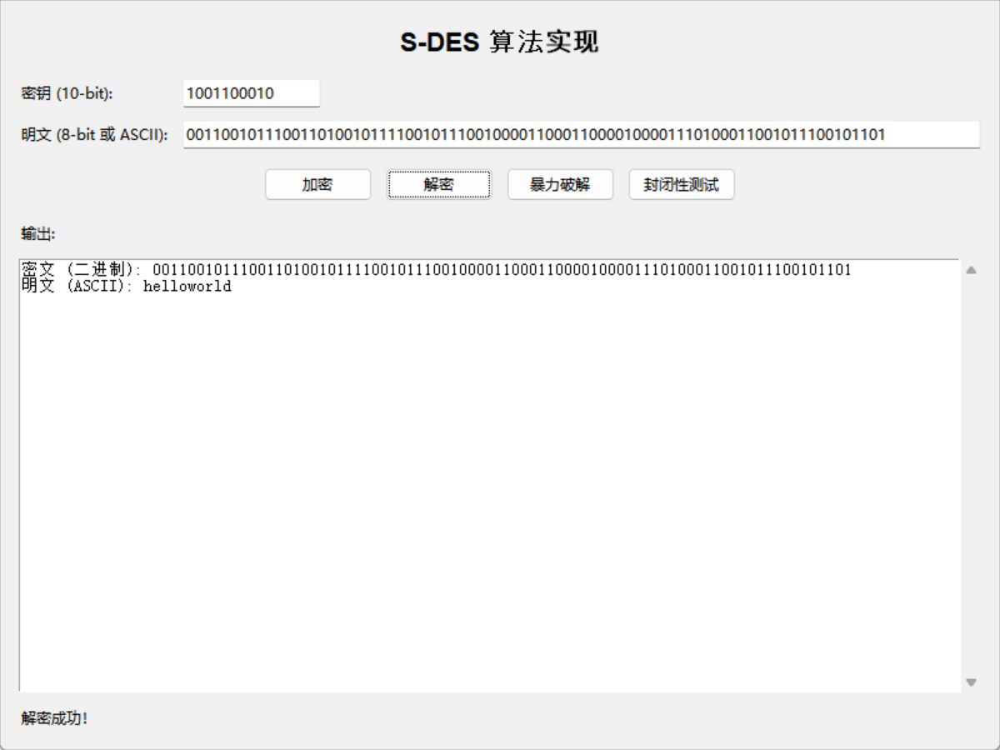 S-DES 算法实现
密钥 (10-bit): 1001100010
明文 (8-bit 或 ASCII): 00110010111001101001011110010111001000011000110000100001110100011001011100101101
加密 解密 暴力破解 封闭性测试
输出:
密文 (二进制): 00110010111001101001011110010111001000011000110000100001110100011001011100101101
明文 (ASCII): helloworld
解密成功!